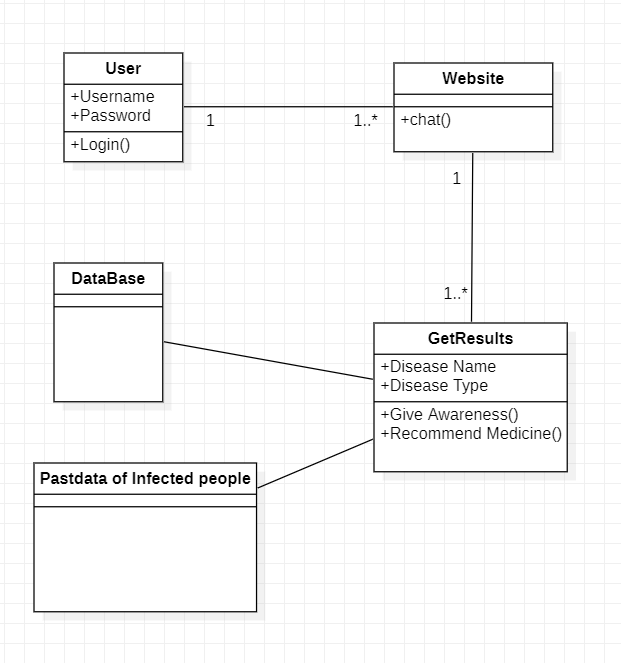 User
+Username
+Password
+Login()
Website
+chat()
1
1..*
1
1..*
DataBase
GetResults
+Disease Name
+Disease Type
+Give Awareness()
+Recommend Medicine()
Pastdata of Infected people